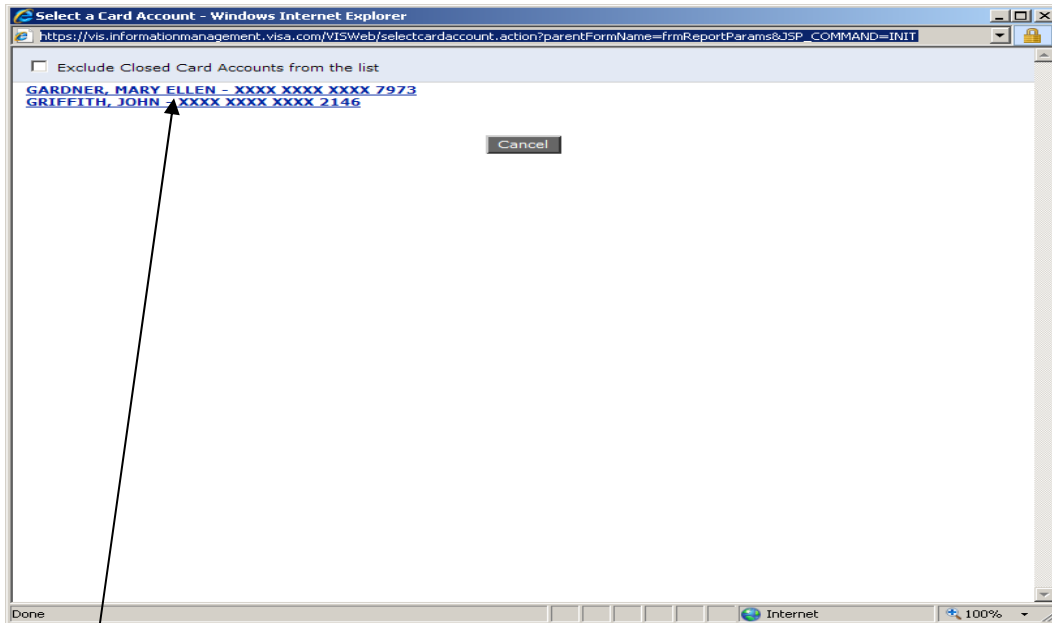 Select a Card Account - Windows Internet Explorer
https://vis.informationmanagement.visa.com/VISWeb/selectcardaccount.action?parentFormName=frmReportParams&JSP_COMMAND=INIT
Exclude Closed Card Accounts from the list
GARDNER, MARY ELLEN - XXXX XXXX XXXX 7973
GRIFFITH, JOHN - XXXX XXXX XXXX 2146
Cancel
Done Internet 100%